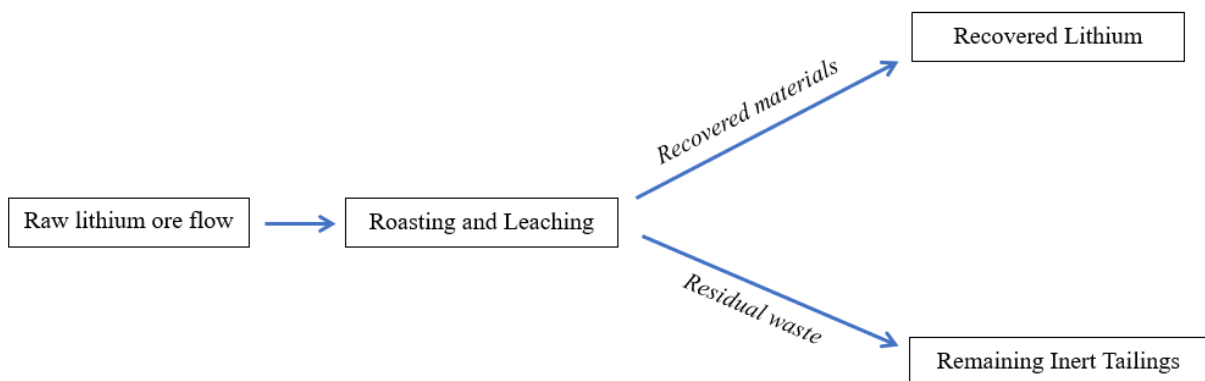 Recovered Lithium
Recovered materials
Raw lithium ore flow
Roasting and Leaching
Residual waste
Remaining Inert Tailings